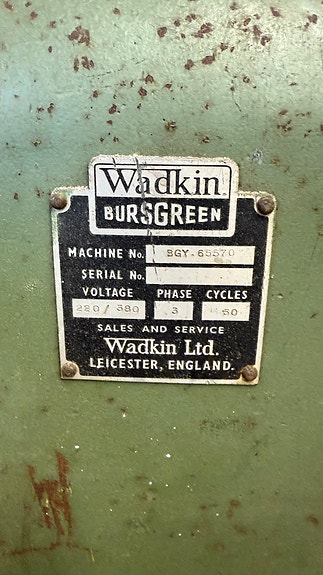 Wadkin
BURSGREEN
MACHINE No. BGY.65570
SERIAL No.
VOLTAGE PHASE CYCLES
220/380 3 50
SALES AND SERVICE
Wadkin Ltd.
LEICESTER, ENGLAND.